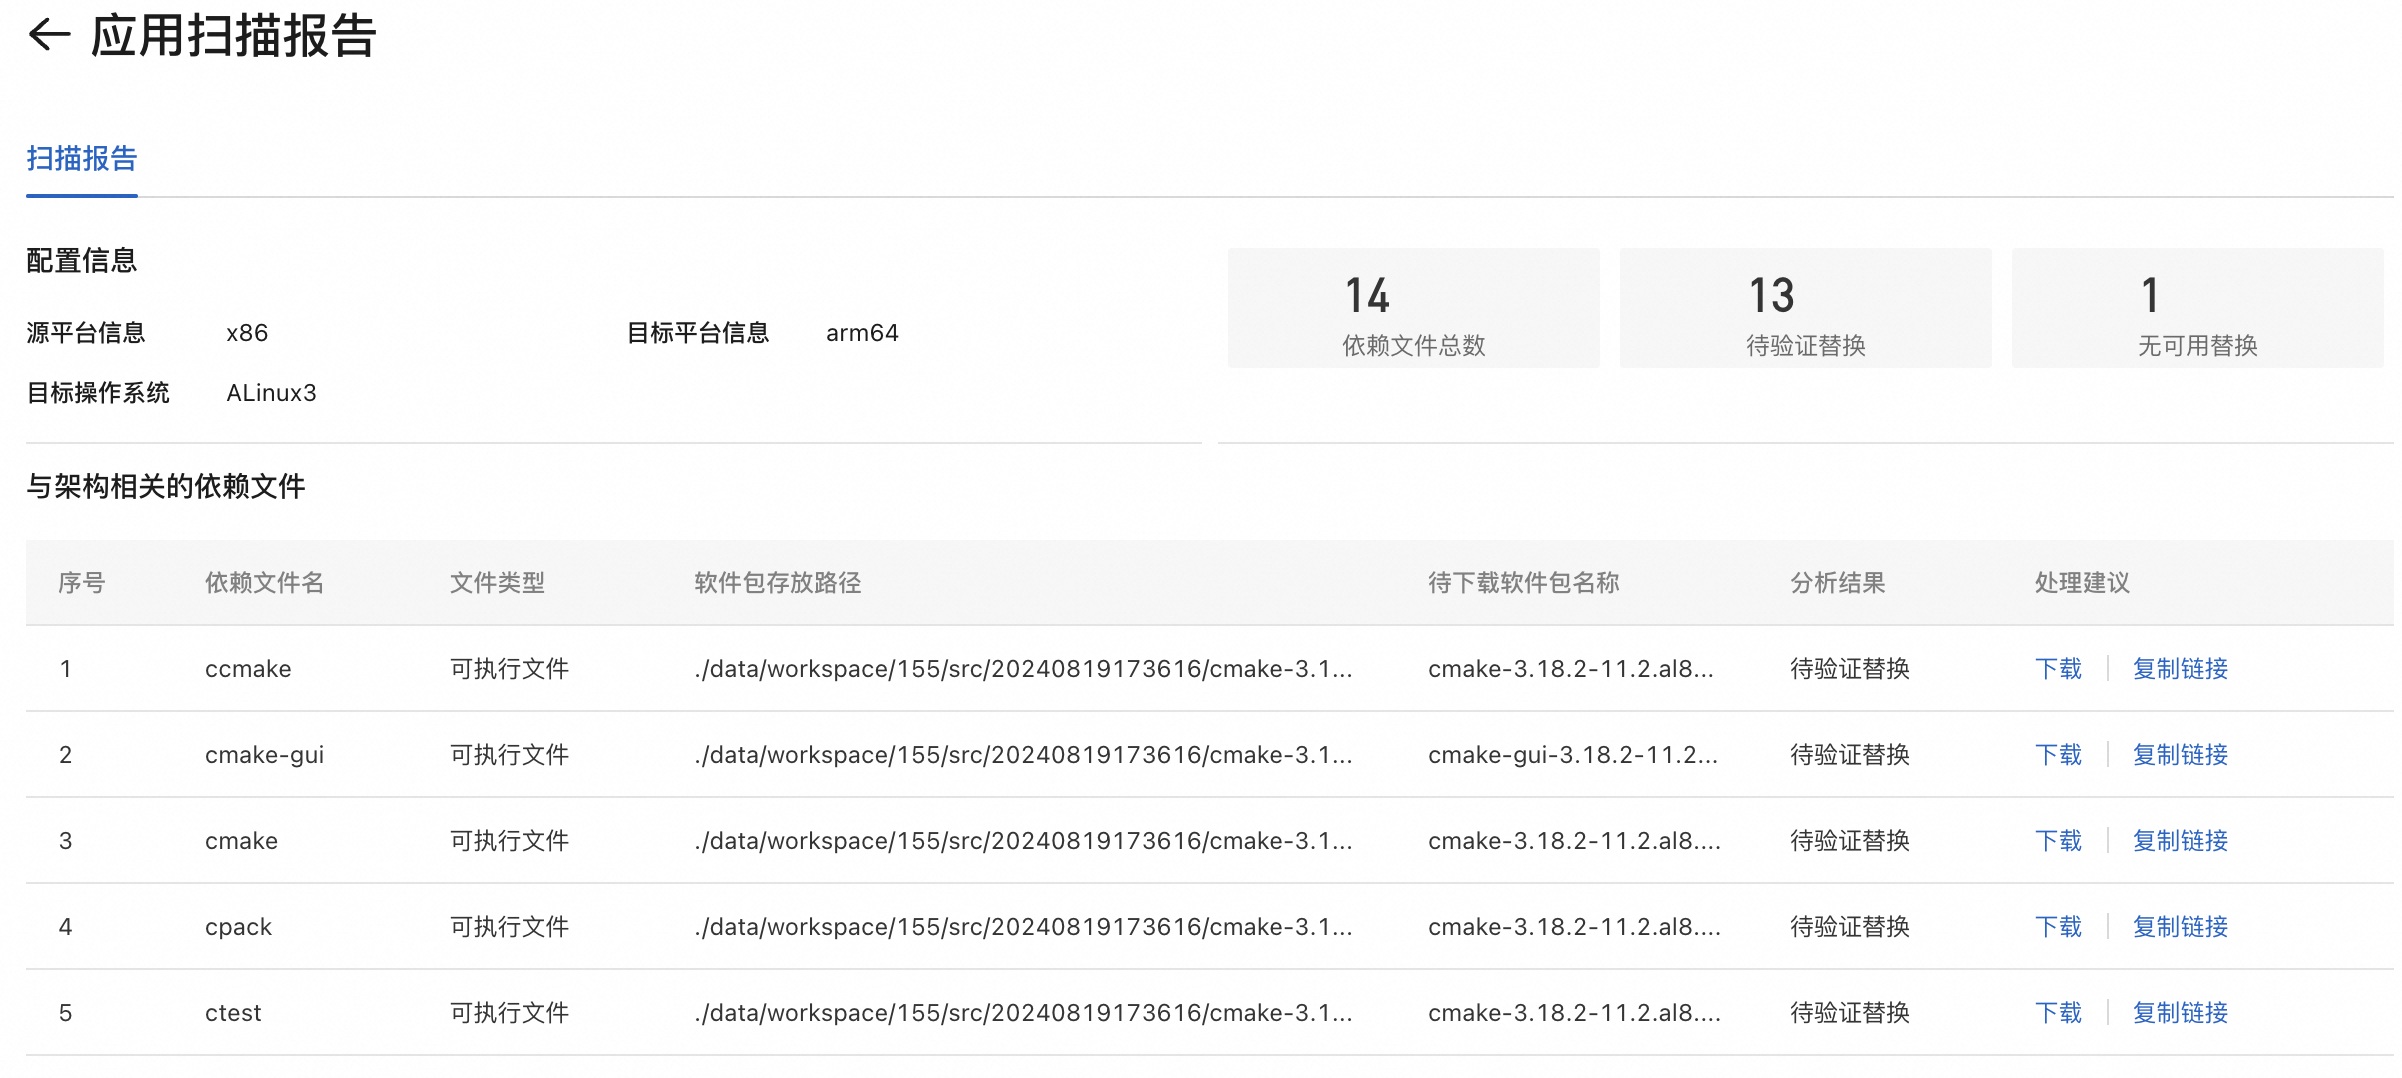 应用扫描报告
扫描报告
配置信息
源平台信息 x86 目标平台信息 arm64
目标操作系统 ALinux3
14 13 1
依赖文件总数 待验证替换 无可用替换
与架构相关的依赖文件
序号 依赖文件名 文件类型 软件包存放路径 待下载软件包名称 分析结果 处理建议
1 ccmake 可执行文件 ./data/workspace/155/src/20240819173616/cmake-3.1... cmake-3.18.2-11.2.al8... 待验证替换 下载 复制链接
2 cmake-gui 可执行文件 ./data/workspace/155/src/20240819173616/cmake-3.1... cmake-gui-3.18.2-11.2... 待验证替换 下载 复制链接
3 cmake 可执行文件 ./data/workspace/155/src/20240819173616/cmake-3.1... cmake-3.18.2-11.2.al8.... 待验证替换 下载 复制链接
4 cpack 可执行文件 ./data/workspace/155/src/20240819173616/cmake-3.1... cmake-3.18.2-11.2.al8.... 待验证替换 下载 复制链接
5 ctest 可执行文件 ./data/workspace/155/src/20240819173616/cmake-3.1... cmake-3.18.2-11.2.al8.... 待验证替换 下载 复制链接